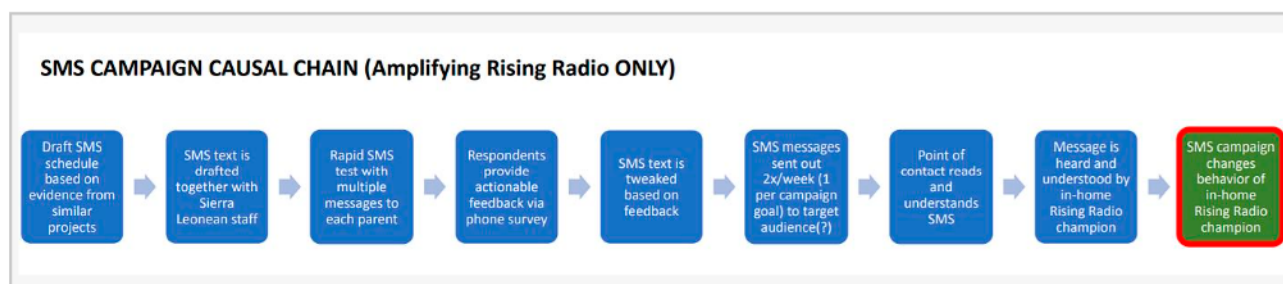 SMS CAMPAIGN CAUSAL CHAIN (Amplifying Rising Radio ONLY)
Draft SMS
schedule
based on
evidence from
similar
projects
SMS text is
drafted
together with
Sierra
Leonean staff
Rapid SMS
test with
multiple
messages to
each parent
Respondents
provide
actionable
feedback via
phone survey
SMS text is
tweaked
based on
feedback
SMS messages
sent out
2x/week (1
per campaign
goal) to target
audience(?)
Point of
contact reads
and
understands
SMS
Message is
heard and
understood by
in-home
Rising Radio
champion
SMS campaign
changes
behavior of
in-home
Rising Radio
champion